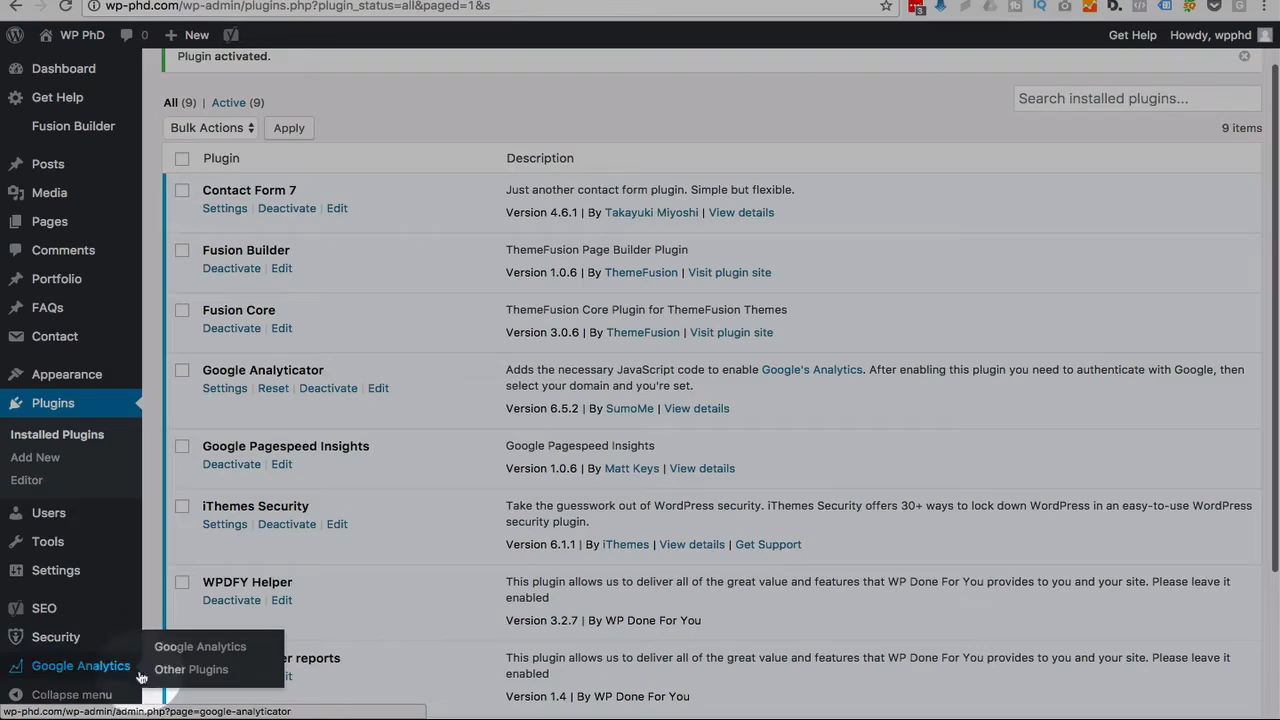 wp-phd.com/wp-admin/plugins.php?plugin_status=all&paged=1&s
3
WP PhD 0 New Get Help Howdy, wpphd
Plugin activated.
Dashboard
Get Help
Fusion Builder
Posts
Media
Pages
Comments
Portfolio
FAQs
Contact
Appearance
Plugins
Installed Plugins
Add New
Editor
Users
Tools
Settings
SEO
Security
Google Analytics
Collapse menu
Google Analytics
Other Plugins
wp-phd.com/wp-admin/admin.php?page=google-analyticator
All (9) | Active (9)
Search installed plugins...
Bulk Actions Apply
9 items
Plugin Description
Contact Form 7
Settings | Deactivate | Edit
Just another contact form plugin. Simple but flexible.
Version 4.6.1 | By Takayuki Miyoshi | View details
Fusion Builder
Deactivate | Edit
ThemeFusion Page Builder Plugin
Version 1.0.6 | By ThemeFusion | Visit plugin site
Fusion Core
Deactivate | Edit
ThemeFusion Core Plugin for ThemeFusion Themes
Version 3.0.6 | By ThemeFusion | Visit plugin site
Google Analyticator
Settings | Reset | Deactivate | Edit
Adds the necessary JavaScript code to enable Google's Analytics. After enabling this plugin you need to authenticate with Google, then
select your domain and you're set.
Version 6.5.2 | By SumoMe | View details
Google Pagespeed Insights
Deactivate | Edit
Google Pagespeed Insights
Version 1.0.6 | By Matt Keys | View details
iThemes Security
Settings | Deactivate | Edit
Take the guesswork out of WordPress security. iThemes Security offers 30+ ways to lock down WordPress in an easy-to-use WordPress
security plugin.
Version 6.1.1 | By iThemes | View details | Get Support
WPDFY Helper
Deactivate | Edit
This plugin allows us to deliver all of the great value and features that WP Done For You provides to you and your site. Please leave it
enabled
Version 3.2.7 | By WP Done For You
reports
This plugin allows us to deliver all of the great value and features that WP Done For You provides to you and your site. Please leave it
enabled
Version 1.4 | By WP Done For You